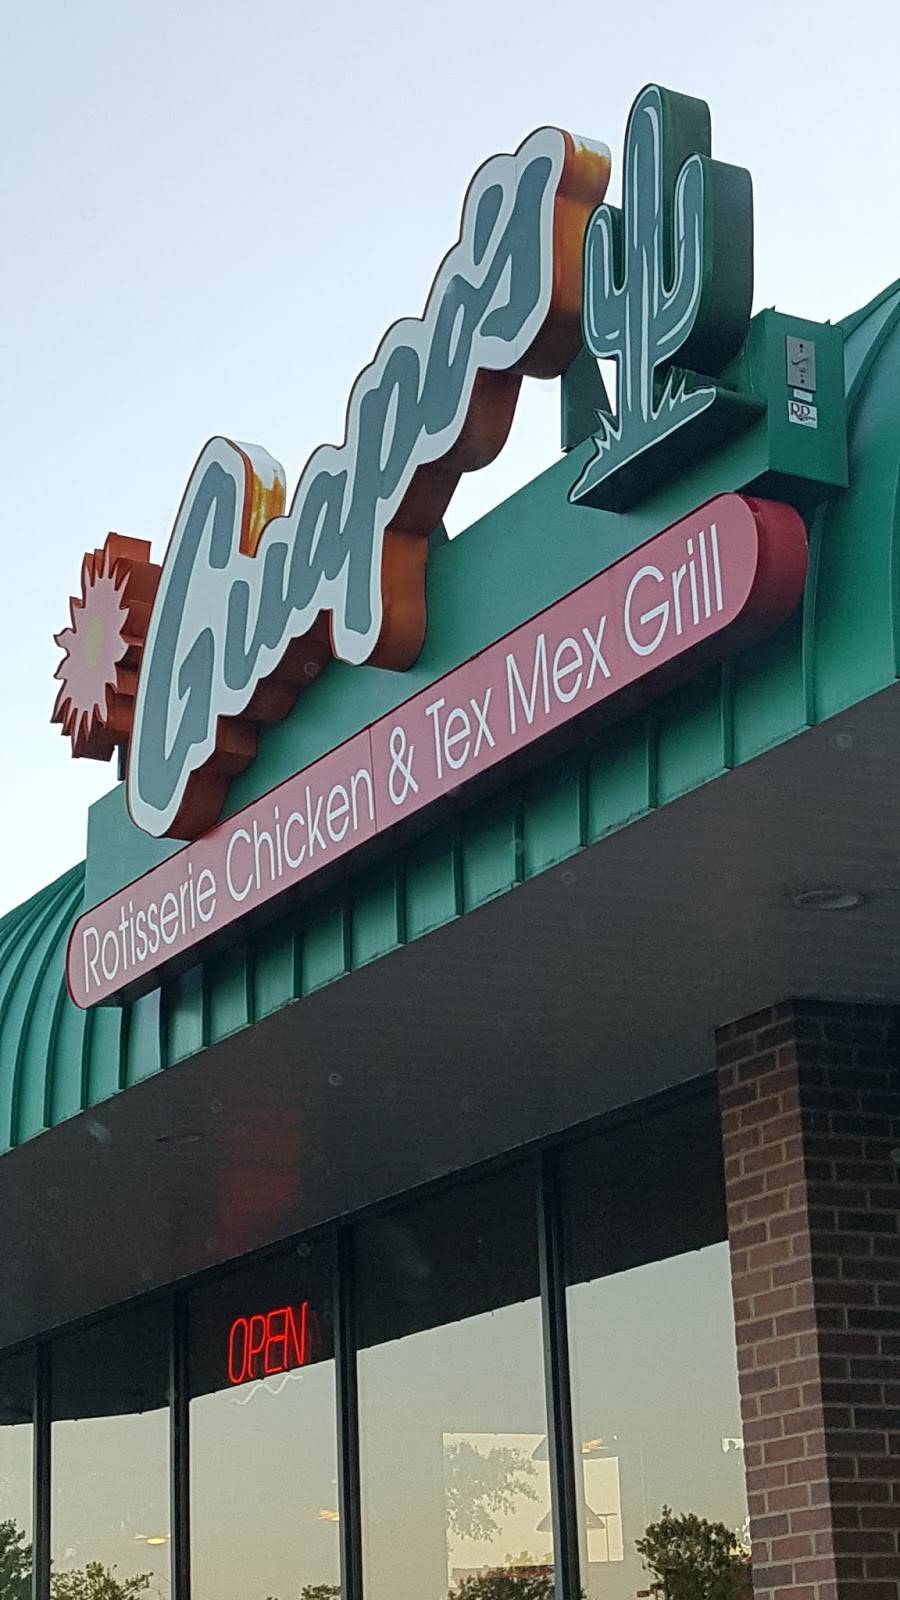 Guapo's
Rotisserie Chicken & Tex Mex Grill
OPEN